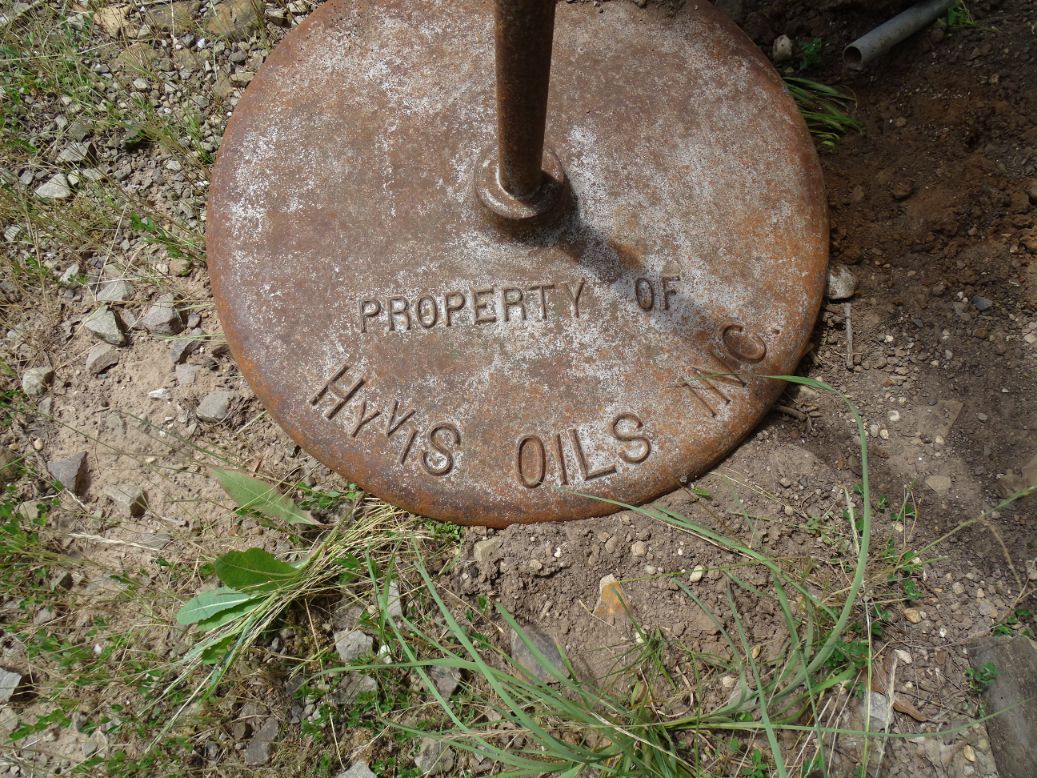 PROPERTY OF
HYVIS OILS INC.